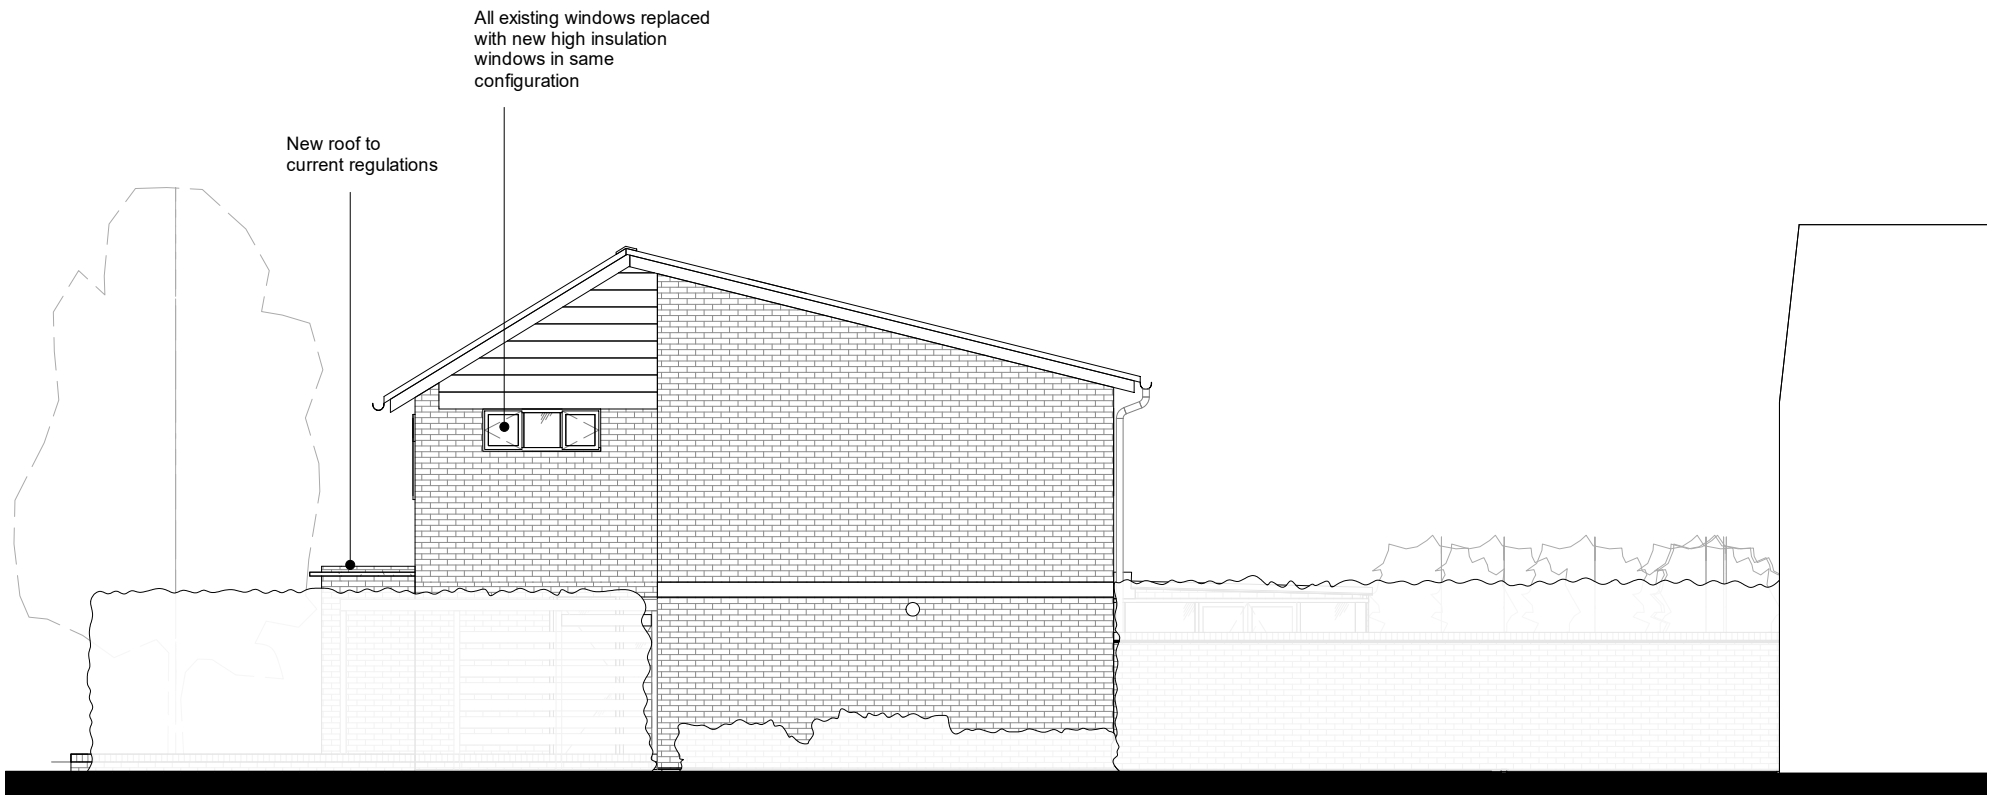 All existing windows replaced
with new high insulation
windows in same
configuration
New roof to
current regulations